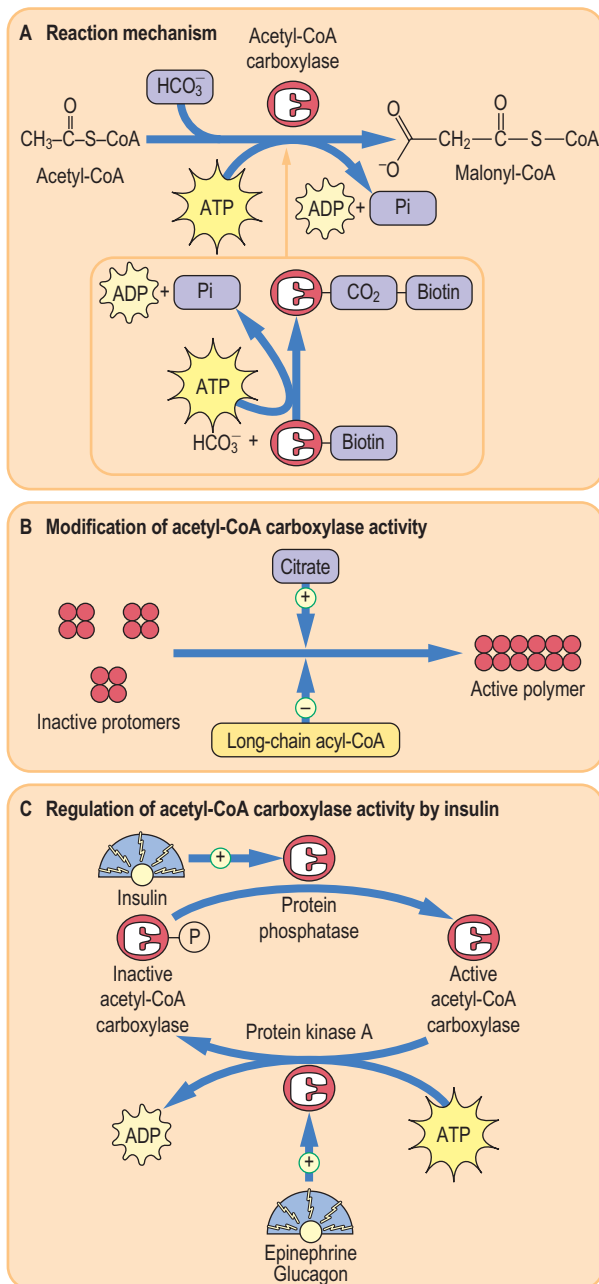 A Reaction mechanism
Acetyl-CoA
carboxylase
HCO₃⁻
O
CH₃–C–S–CoA
Acetyl-CoA
O
O
⁻O
CH₂
S
CoA
Malonyl-CoA
ATP
ADP + Pi
ADP + Pi
CO₂
Biotin
ATP
HCO₃⁻ +
Biotin
B Modification of acetyl-CoA carboxylase activity
Citrate
+
Inactive protomers
Active polymer
–
Long-chain acyl-CoA
C Regulation of acetyl-CoA carboxylase activity by insulin
+
Insulin
Protein
phosphatase
P
Inactive
acetyl-CoA
carboxylase
Active
acetyl-CoA
carboxylase
Protein kinase A
ADP
ATP
+
Epinephrine
Glucagon